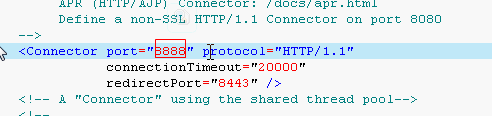 APR (HTTP/AJP) Connector: /docs/apr.html
Define a non-SSL HTTP/1.1 Connector on port 8080
-->
<Connector port="8888" protocol="HTTP/1.1"
connectionTimeout="20000"
redirectPort="8443" />
<!-- A "Connector" using the shared thread pool-->
<!--